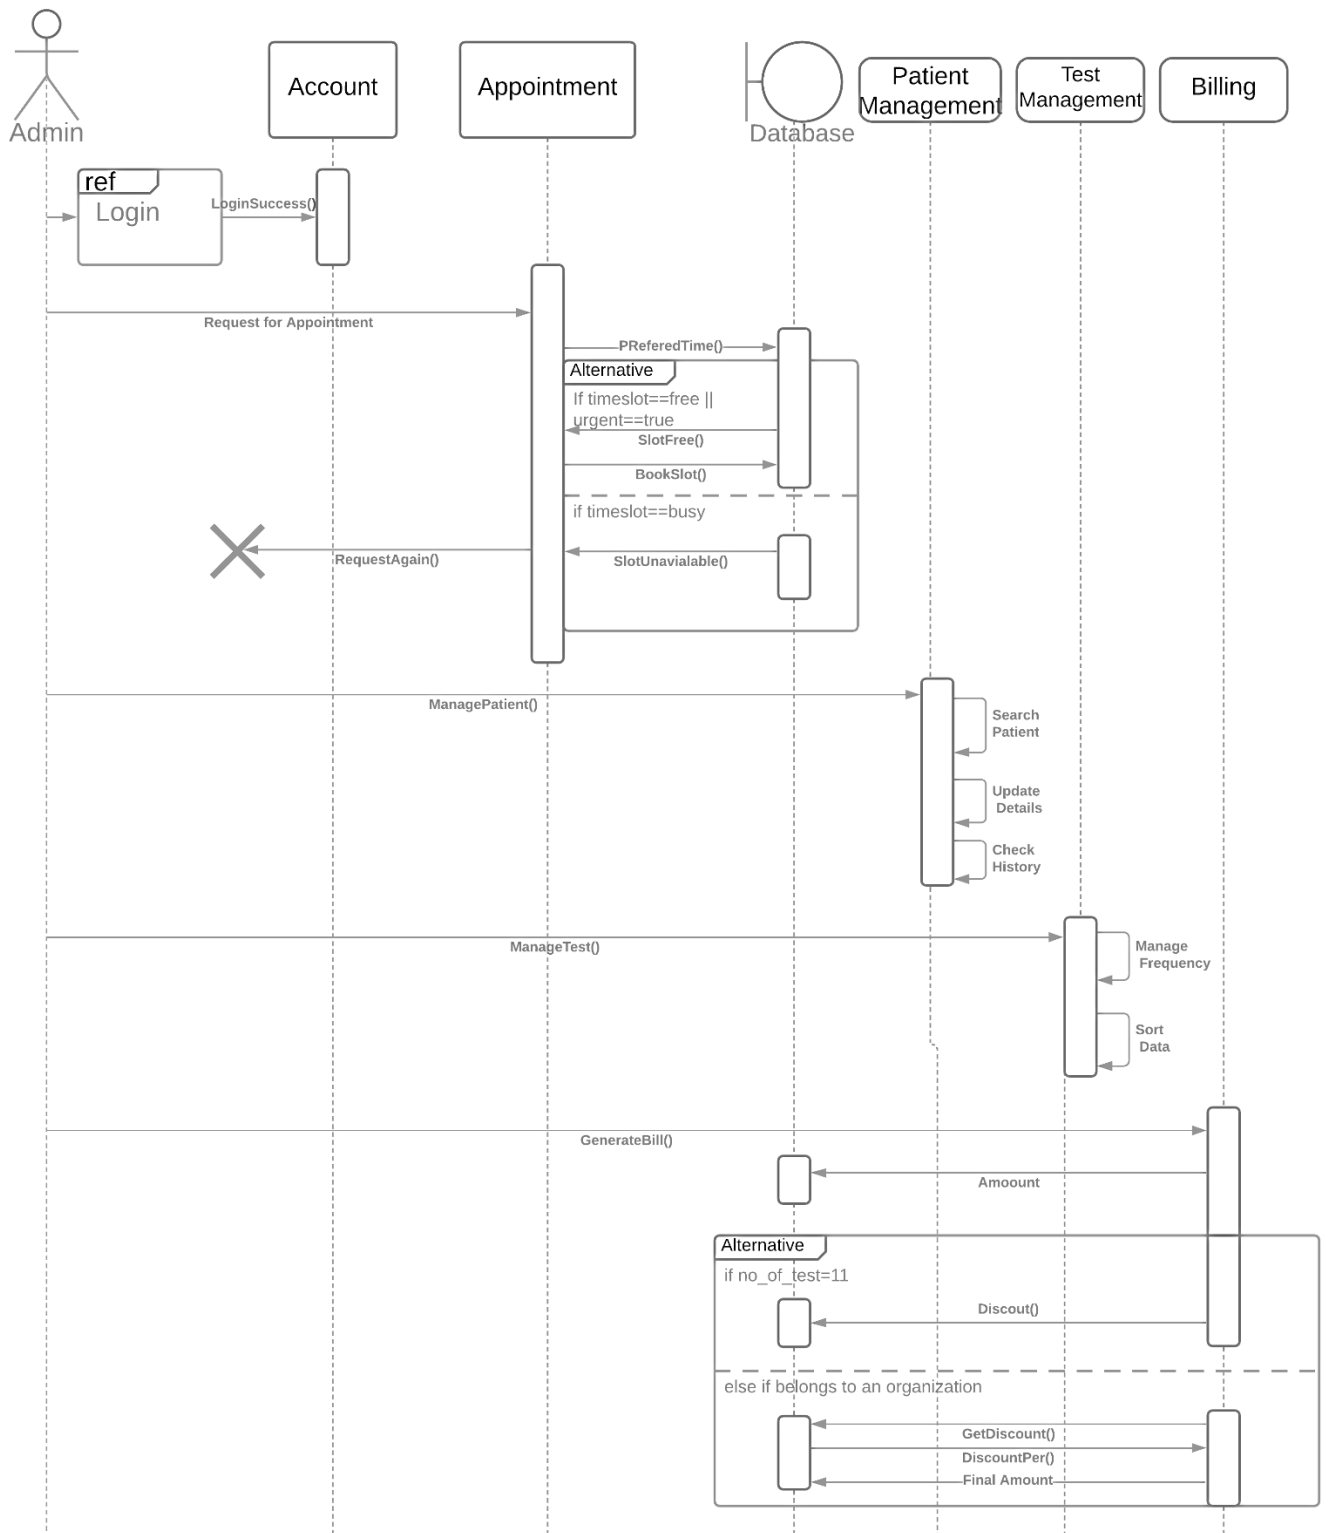 Admin
Account
Appointment
Database
Patient
Management
Test
Management
Billing
ref
Login
LoginSuccess()
Request for Appointment
PReferedTime()
Alternative
If timeslot==free ||
urgent==true
SlotFree()
BookSlot()
if timeslot==busy
RequestAgain()
SlotUnavialable()
ManagePatient()
Search
Patient
Update
Details
Check
History
ManageTest()
Manage
Frequency
Sort
Data
GenerateBill()
Amoount
Alternative
if no_of_test=11
Discout()
else if belongs to an organization
GetDiscount()
DiscountPer()
Final Amount